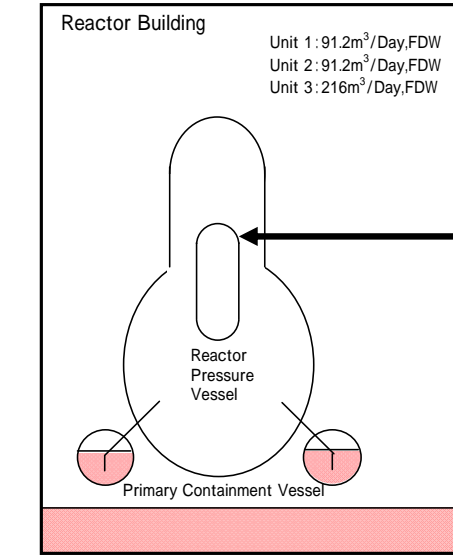 Reactor Building
Unit 1:91.2m³/Day,FDW
Unit 2:91.2m³/Day,FDW
Unit 3:216m³/Day,FDW
Reactor
Pressure
Vessel
Primary Containment Vessel